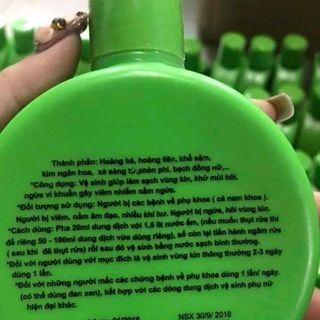 Thành phần: Hoàng bá, hoàng liên, khổ sâm,
kim ngân hoa, xà sàng tử, phấn phi, bạch đồng nữ,...
*Công dụng: Vệ sinh giúp làm sạch vùng kín, khử mùi hôi,
ngừa vi khuẩn gây viêm nhiễm nấm ngứa.
*Đối tượng sử dụng: Người bị các bệnh về phụ khoa ( cả nam khoa ).
Người bị viêm, nấm âm đạo, nhiều khí hư. Người bị ngứa, hôi vùng kín.
*Cách dùng: Pha 20ml dung dịch với 1,5 lít nước ấm, (nếu muốn thụt rửa thì
để riêng 50 - 100ml dung dịch vừa dùng riêng), số còn lại tiến hành ngâm rửa
( sau khi đã thụt rửa) rồi sau đó vệ sinh bằng nước sạch bình thường.
*Đối với người dùng với mục đích là vệ sinh vùng kín thông thường 2-3 ngày
dùng 1 lần.
*Đối với những người mắc các chứng bệnh về phụ khoa dùng 1 lần/ ngày.
(có thể dùng đan xen), kết hợp với các dòng dung dịch vệ sinh phụ nữ
hiện đại khác.
NSX 30/9/ 2016